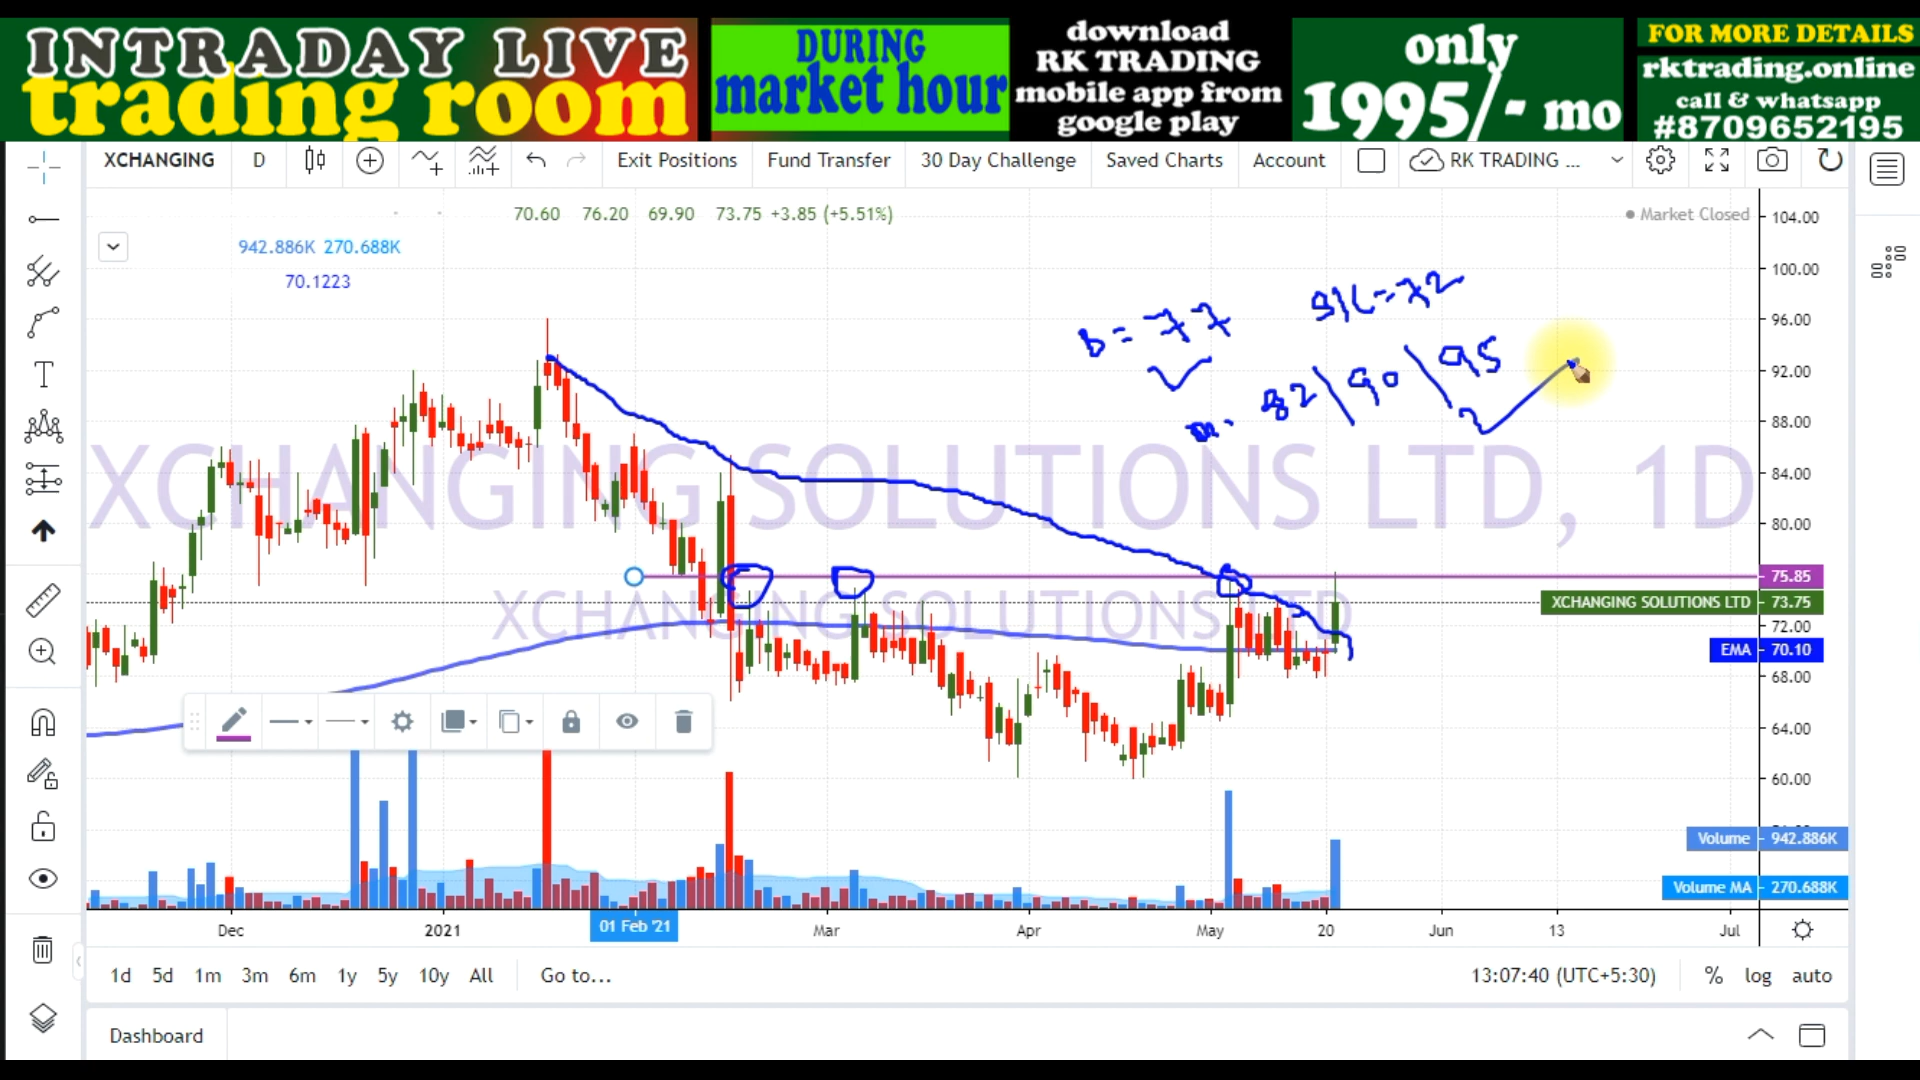 INTRADAY LIVE
trading room
DURING
market hour
download
RK TRADING
mobile app from
google play
only
1995/- mo
FOR MORE DETAILS
rktrading.online
call & whatsapp
#8709652195
XCHANGING D Exit Positions Fund Transfer 30 Day Challenge Saved Charts Account RK TRADING ...
70.60 76.20 69.90 73.75 +3.85 (+5.51%)
Market Closed
942.886K 270.688K
70.1223
104.00
100.00
96.00
92.00
88.00
84.00
80.00
75.85
XCHANGING SOLUTIONS LTD 73.75
72.00
EMA 70.10
68.00
64.00
60.00
Volume 942.886K
Volume MA 270.688K
B = 77
S/L = 72
82/90/95
XCHANGING SOLUTIONS LTD, 1D
XCHANGING SOLUTIONS LTD
Dec 2021 01 Feb '21 Mar Apr May 20 Jun 13 Jul
1d 5d 1m 3m 6m 1y 5y 10y All Go to... 13:07:40 (UTC+5:30) % log auto
Dashboard